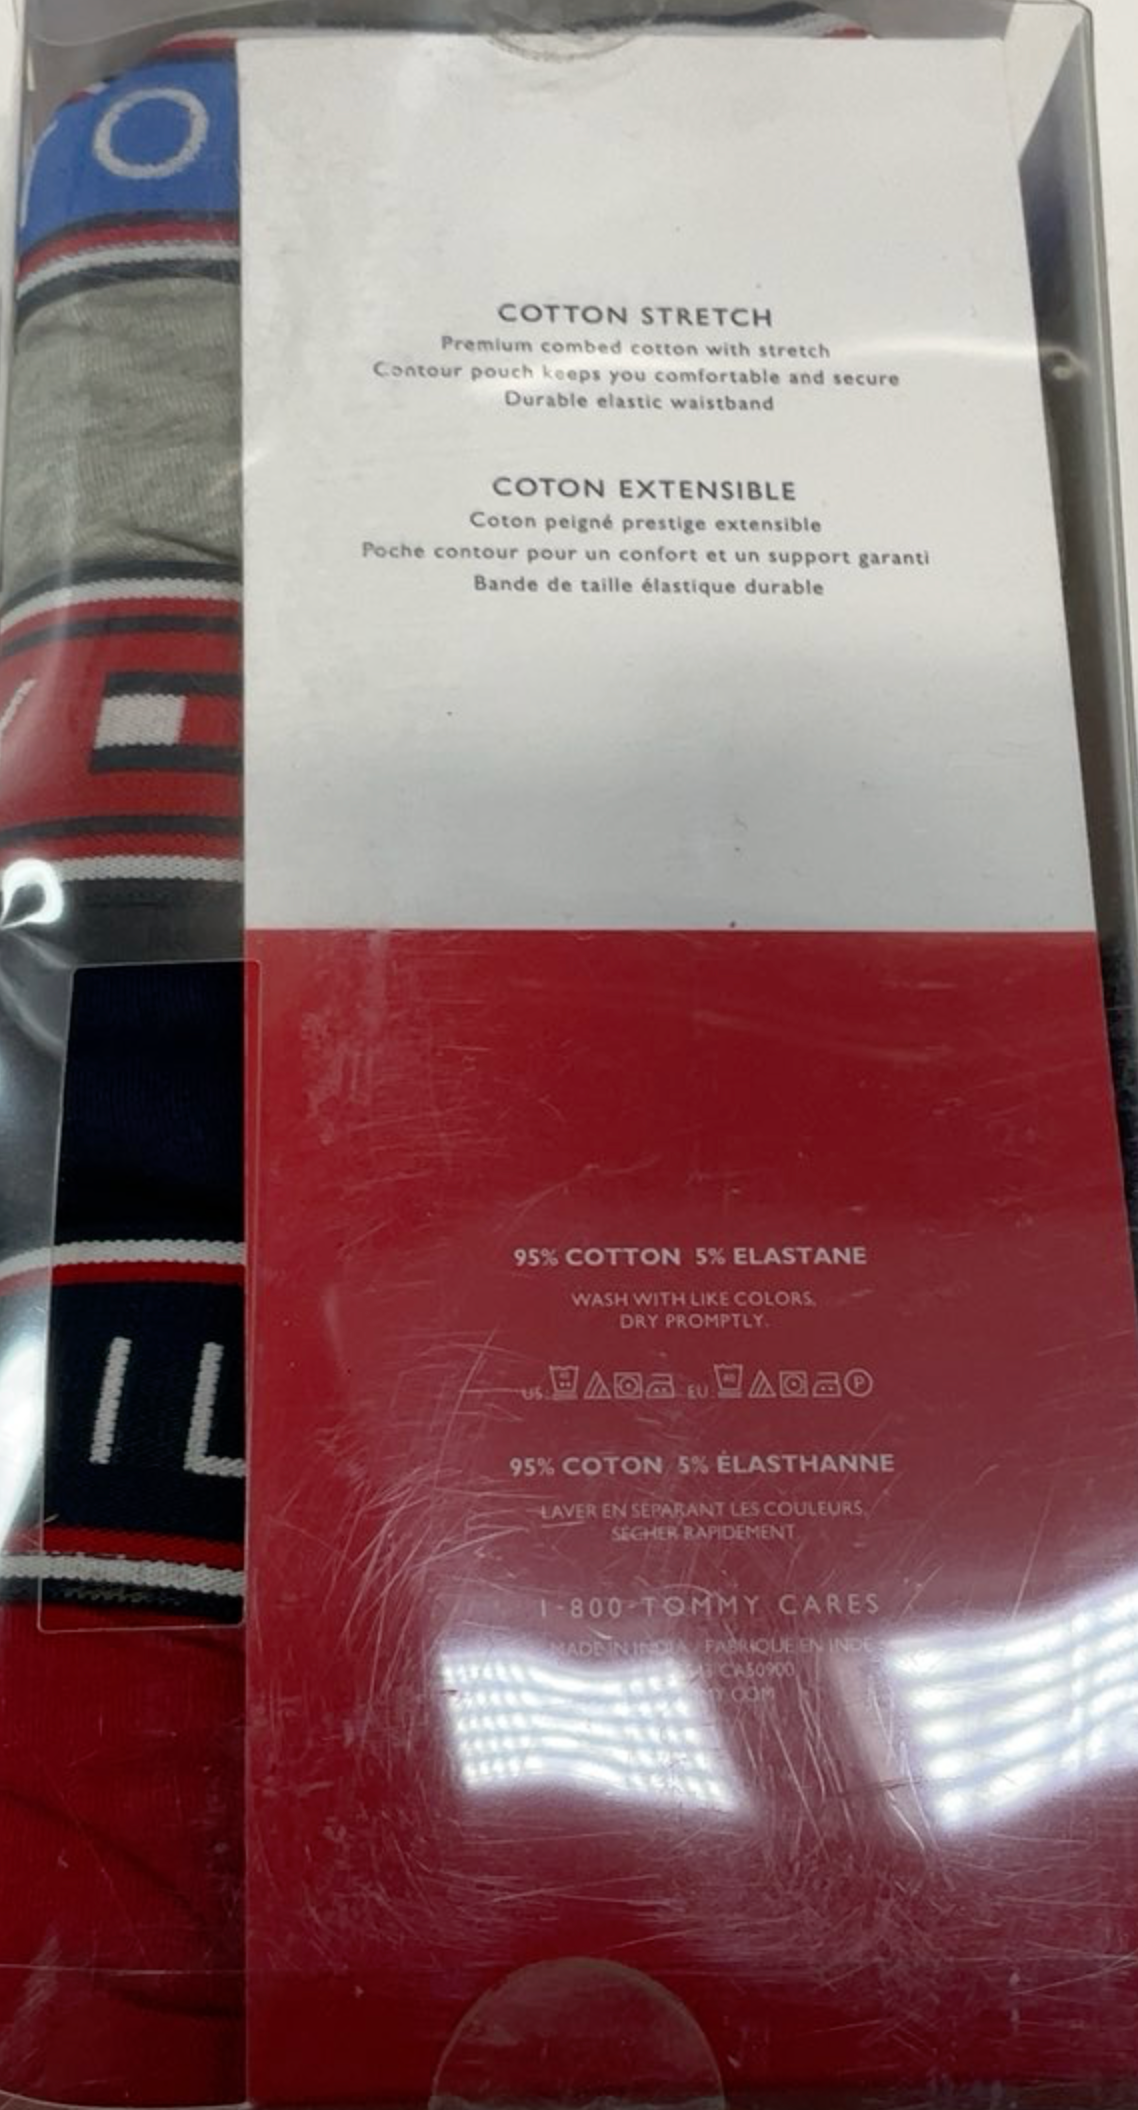 O
COTTON STRETCH
Premium combed cotton with stretch
Contour pouch keeps you comfortable and secure
Durable elastic waistband
COTON EXTENSIBLE
Coton peigné prestige extensible
Poche contour pour un confort et un support garanti
Bande de taille élastique durable
95% COTTON 5% ELASTANE
WASH WITH LIKE COLORS,
DRY PROMPTLY.
US: EU: P
IL
95% COTON 5% ÉLASTHANNE
LAVER EN SÉPARANT LES COULEURS,
SÉCHER RAPIDEMENT.
1-800-TOMMY CARES
MADE IN INDIA / FABRIQUE EN INDE
CA50900